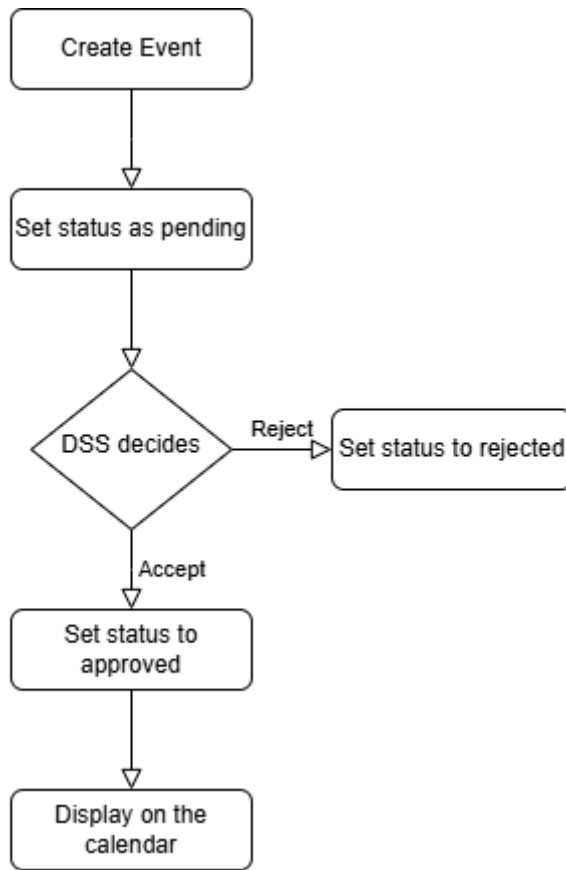 Create Event
Set status as pending
DSS decides
Reject
Set status to rejected
Accept
Set status to
approved
Display on the
calendar